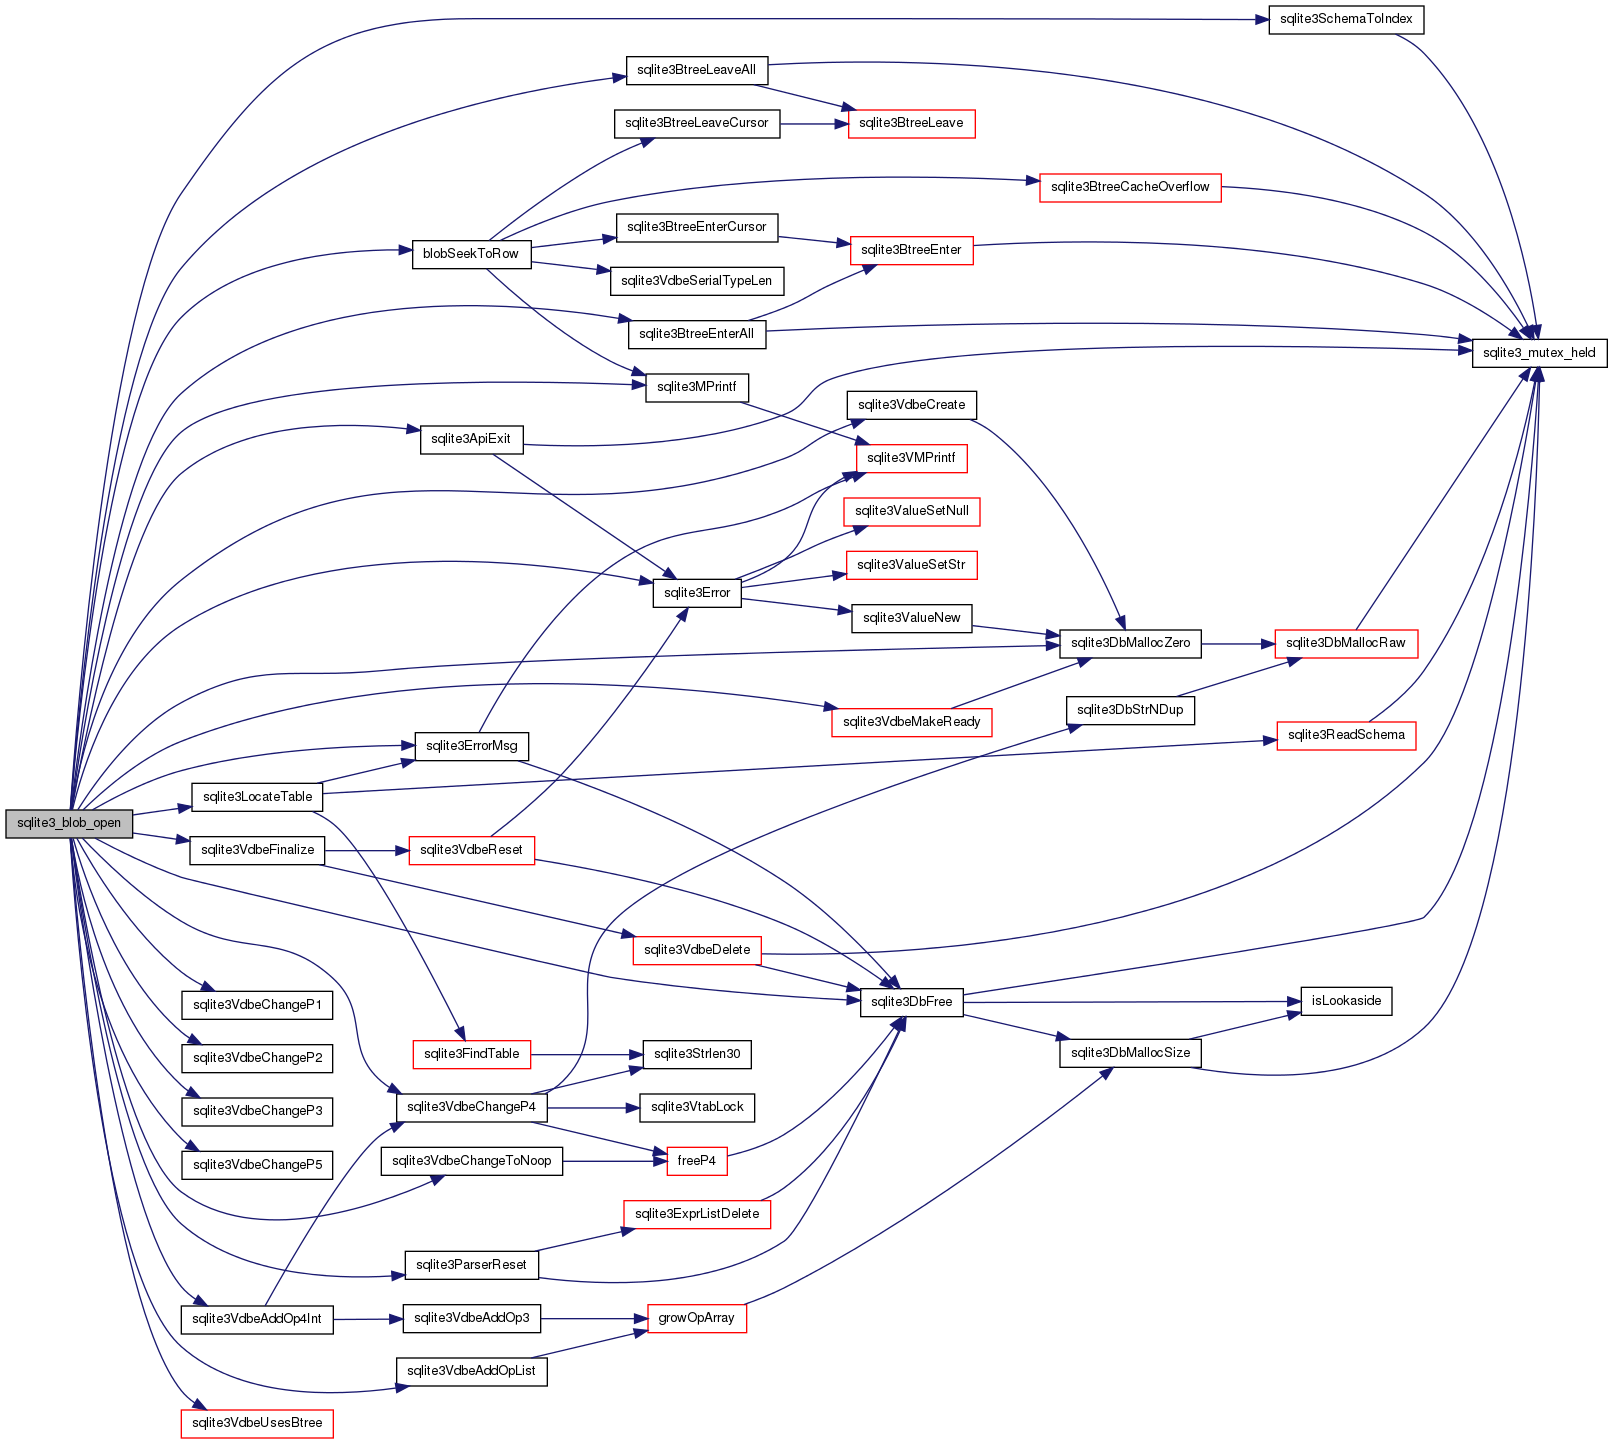 sqlite3SchemaToIndex
sqlite3BtreeLeaveAll
sqlite3BtreeLeaveCursor
sqlite3BtreeLeave
sqlite3BtreeCacheOverflow
sqlite3BtreeEnterCursor
blobSeekToRow
sqlite3BtreeEnter
sqlite3VdbeSerialTypeLen
sqlite3BtreeEnterAll
sqlite3_mutex_held
sqlite3MPrintf
sqlite3VdbeCreate
sqlite3ApiExit
sqlite3VMPrintf
sqlite3ValueSetNull
sqlite3ValueSetStr
sqlite3Error
sqlite3ValueNew
sqlite3DbMallocZero
sqlite3DbMallocRaw
sqlite3DbStrNDup
sqlite3VdbeMakeReady
sqlite3ReadSchema
sqlite3ErrorMsg
sqlite3LocateTable
sqlite3_blob_open
sqlite3VdbeFinalize
sqlite3VdbeReset
sqlite3VdbeDelete
sqlite3DbFree
isLookaside
sqlite3VdbeChangeP1
sqlite3DbMallocSize
sqlite3FindTable
sqlite3Strlen30
sqlite3VdbeChangeP2
sqlite3VdbeChangeP4
sqlite3VtabLock
sqlite3VdbeChangeP3
sqlite3VdbeChangeToNoop
freeP4
sqlite3VdbeChangeP5
sqlite3ExprListDelete
sqlite3ParserReset
sqlite3VdbeAddOp4Int
sqlite3VdbeAddOp3
growOpArray
sqlite3VdbeAddOpList
sqlite3VdbeUsesBtree